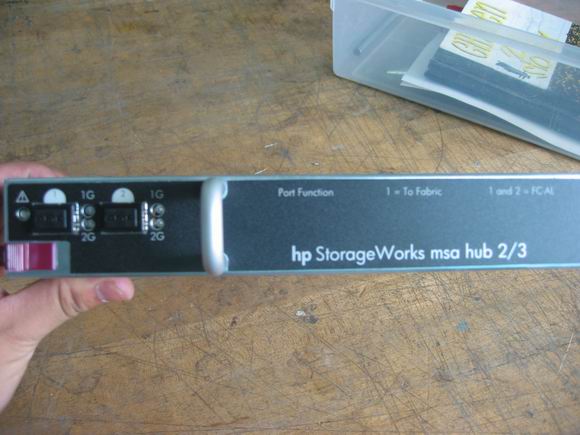 1G
1G
2
2G
2G
Port Function
1 = To Fabric
1 and 2 = FC-AL
hp StorageWorks msa hub 2/3